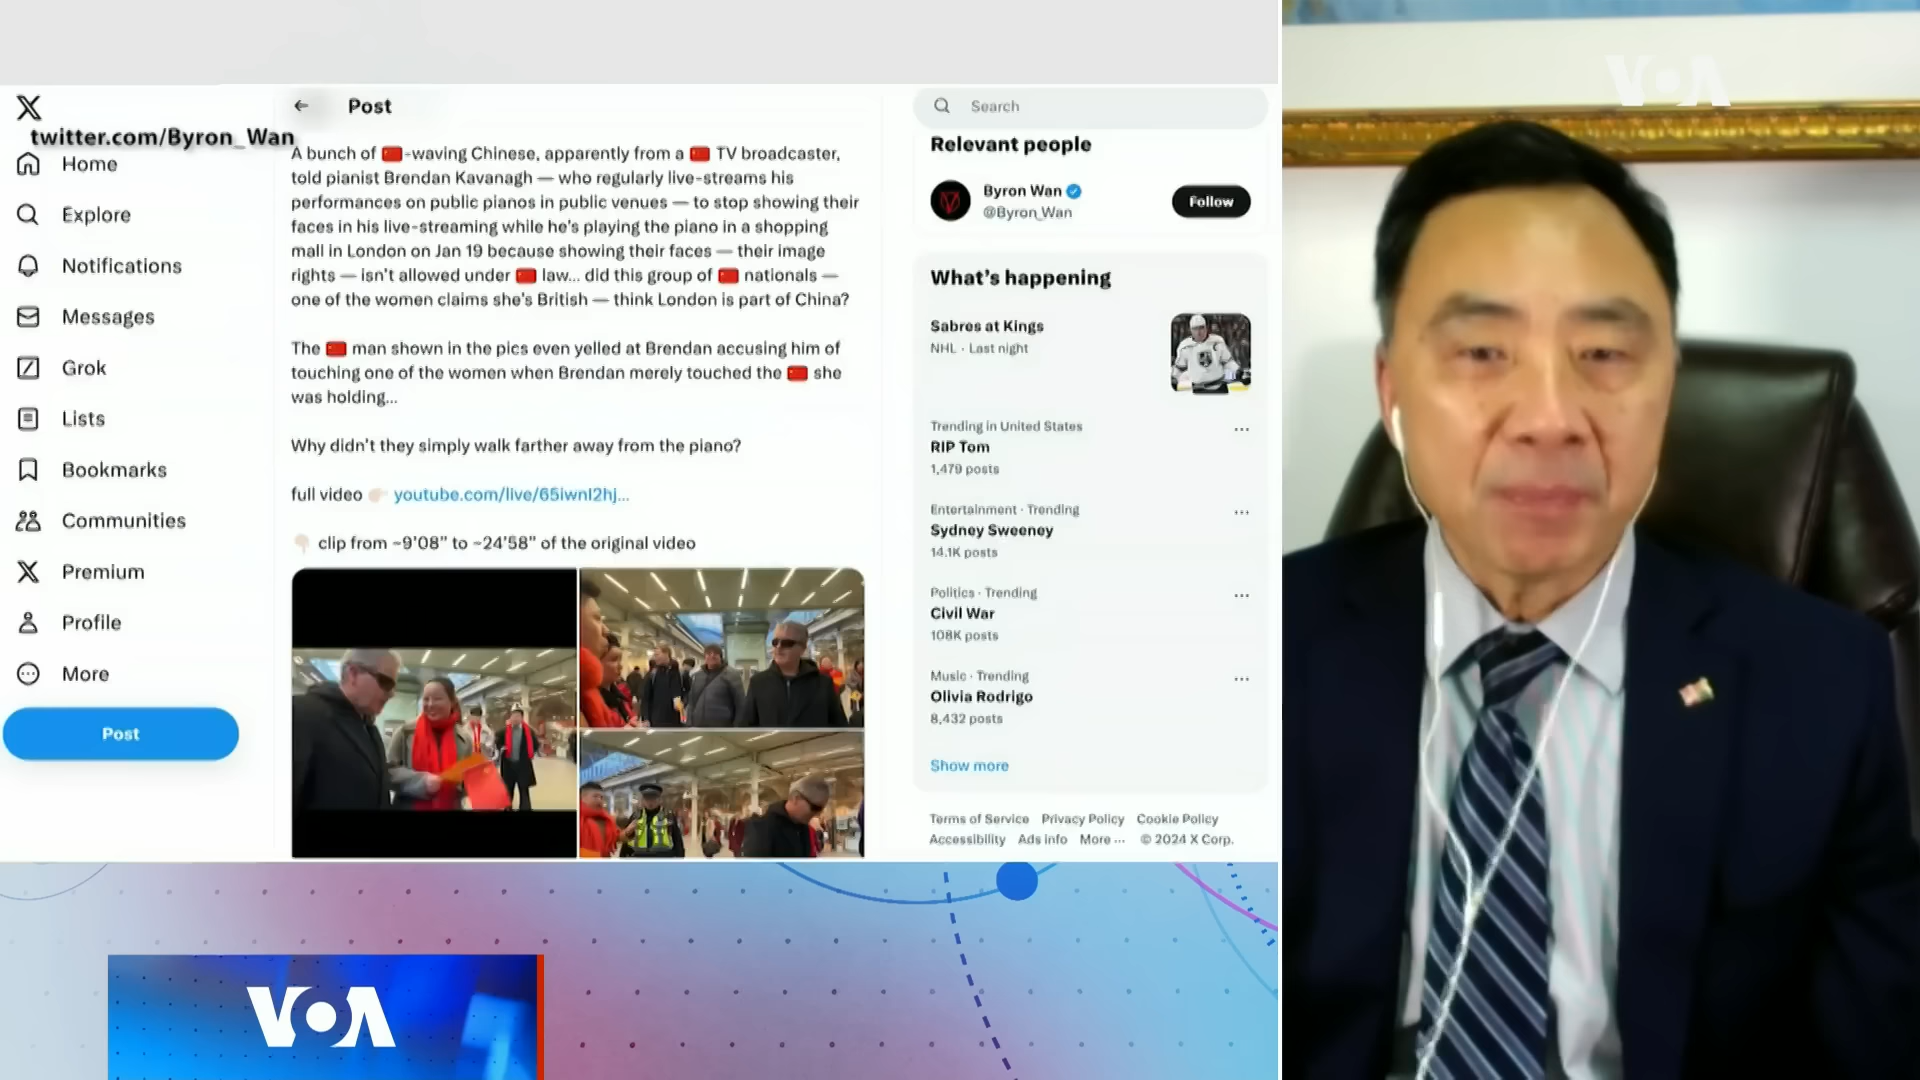 VOA
Post
Search
twitter.com/Byron_Wan
Home
Explore
Notifications
Messages
Grok
Lists
Bookmarks
Communities
Premium
Profile
More
Post
A bunch of 🇨🇳-waving Chinese, apparently from a 🇨🇳 TV broadcaster,
told pianist Brendan Kavanagh — who regularly live-streams his
performances on public pianos in public venues — to stop showing their
faces in his live-streaming while he's playing the piano in a shopping
mall in London on Jan 19 because showing their faces — their image
rights — isn't allowed under 🇨🇳 law... did this group of 🇨🇳 nationals —
one of the women claims she's British — think London is part of China?
The 🇨🇳 man shown in the pics even yelled at Brendan accusing him of
touching one of the women when Brendan merely touched the 🇨🇳 she
was holding...
Why didn't they simply walk farther away from the piano?
full video 👉🏻 youtube.com/live/65iwnI2hj...
👇🏻 clip from ~9'08" to ~24'58" of the original video
Relevant people
Byron Wan
@Byron_Wan
Follow
What's happening
Sabres at Kings
NHL · Last night
Trending in United States
RIP Tom
1,479 posts
Entertainment · Trending
Sydney Sweeney
14.1K posts
Politics · Trending
Civil War
108K posts
Music · Trending
Olivia Rodrigo
8,432 posts
Show more
Terms of Service Privacy Policy Cookie Policy
Accessibility Ads info More ··· © 2024 X Corp.
VOA